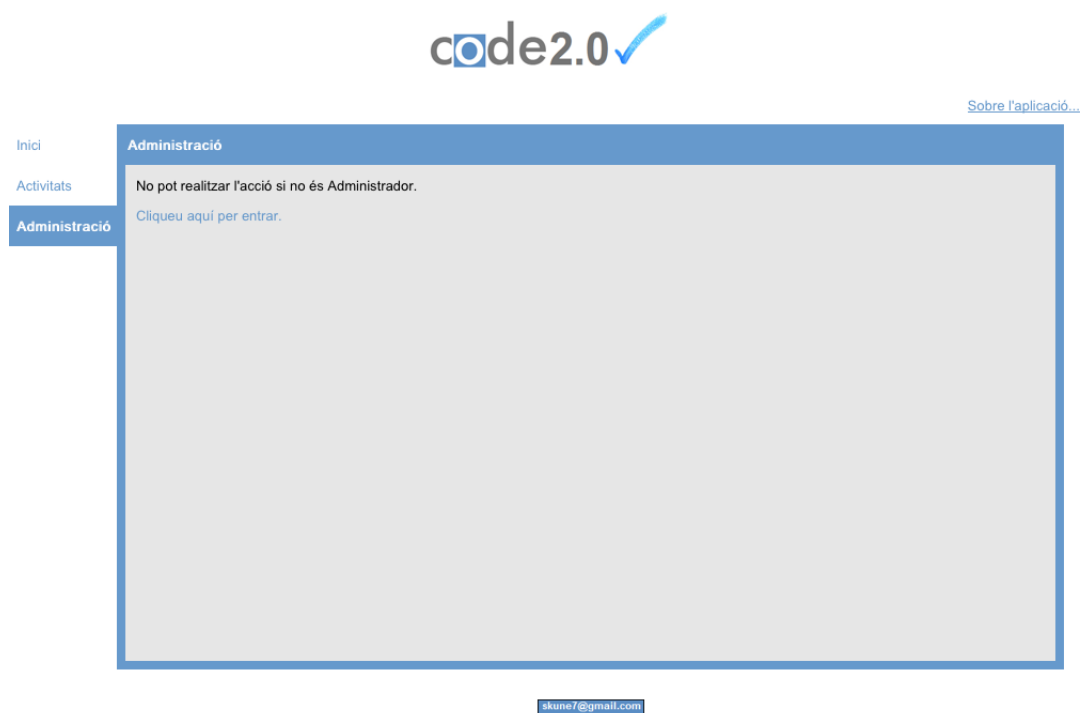 code2.0
Sobre l'aplicació...
Inici
Activitats
Administració
Administració
No pot realitzar l'acció si no és Administrador.
Cliqueu aquí per entrar.
skune7@gmail.com